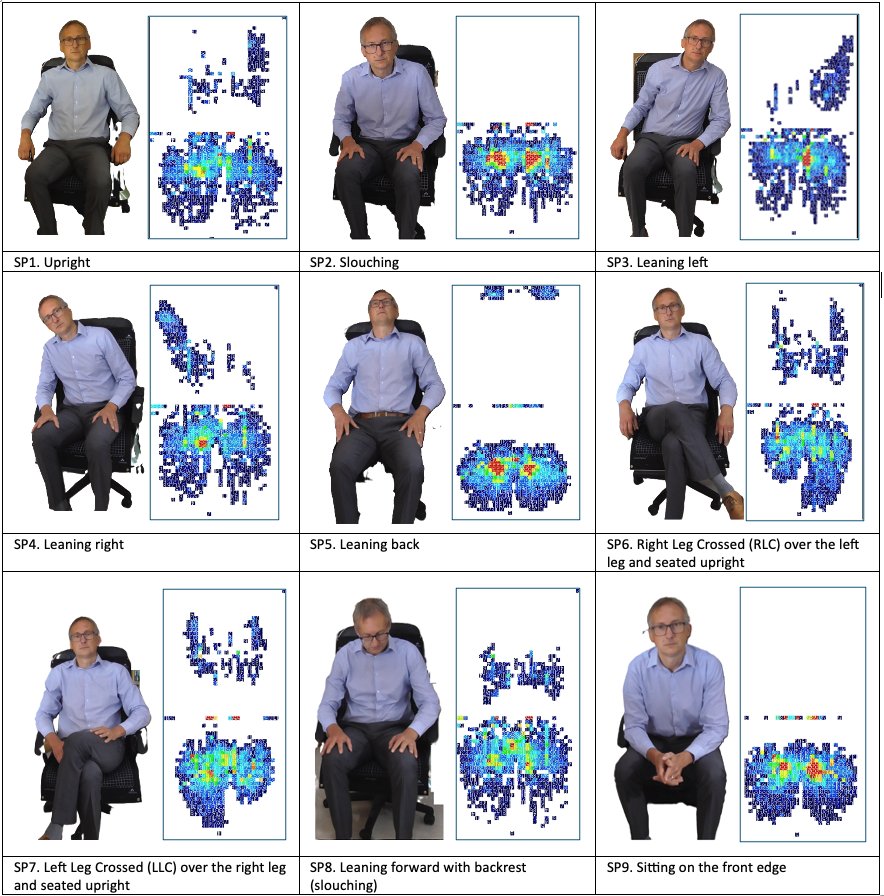 SP1. Upright
SP2. Slouching
SP3. Leaning left
SP4. Leaning right
SP5. Leaning back
SP6. Right Leg Crossed (RLC) over the left
leg and seated upright
SP7. Left Leg Crossed (LLC) over the right leg
and seated upright
SP8. Leaning forward with backrest
(slouching)
SP9. Sitting on the front edge